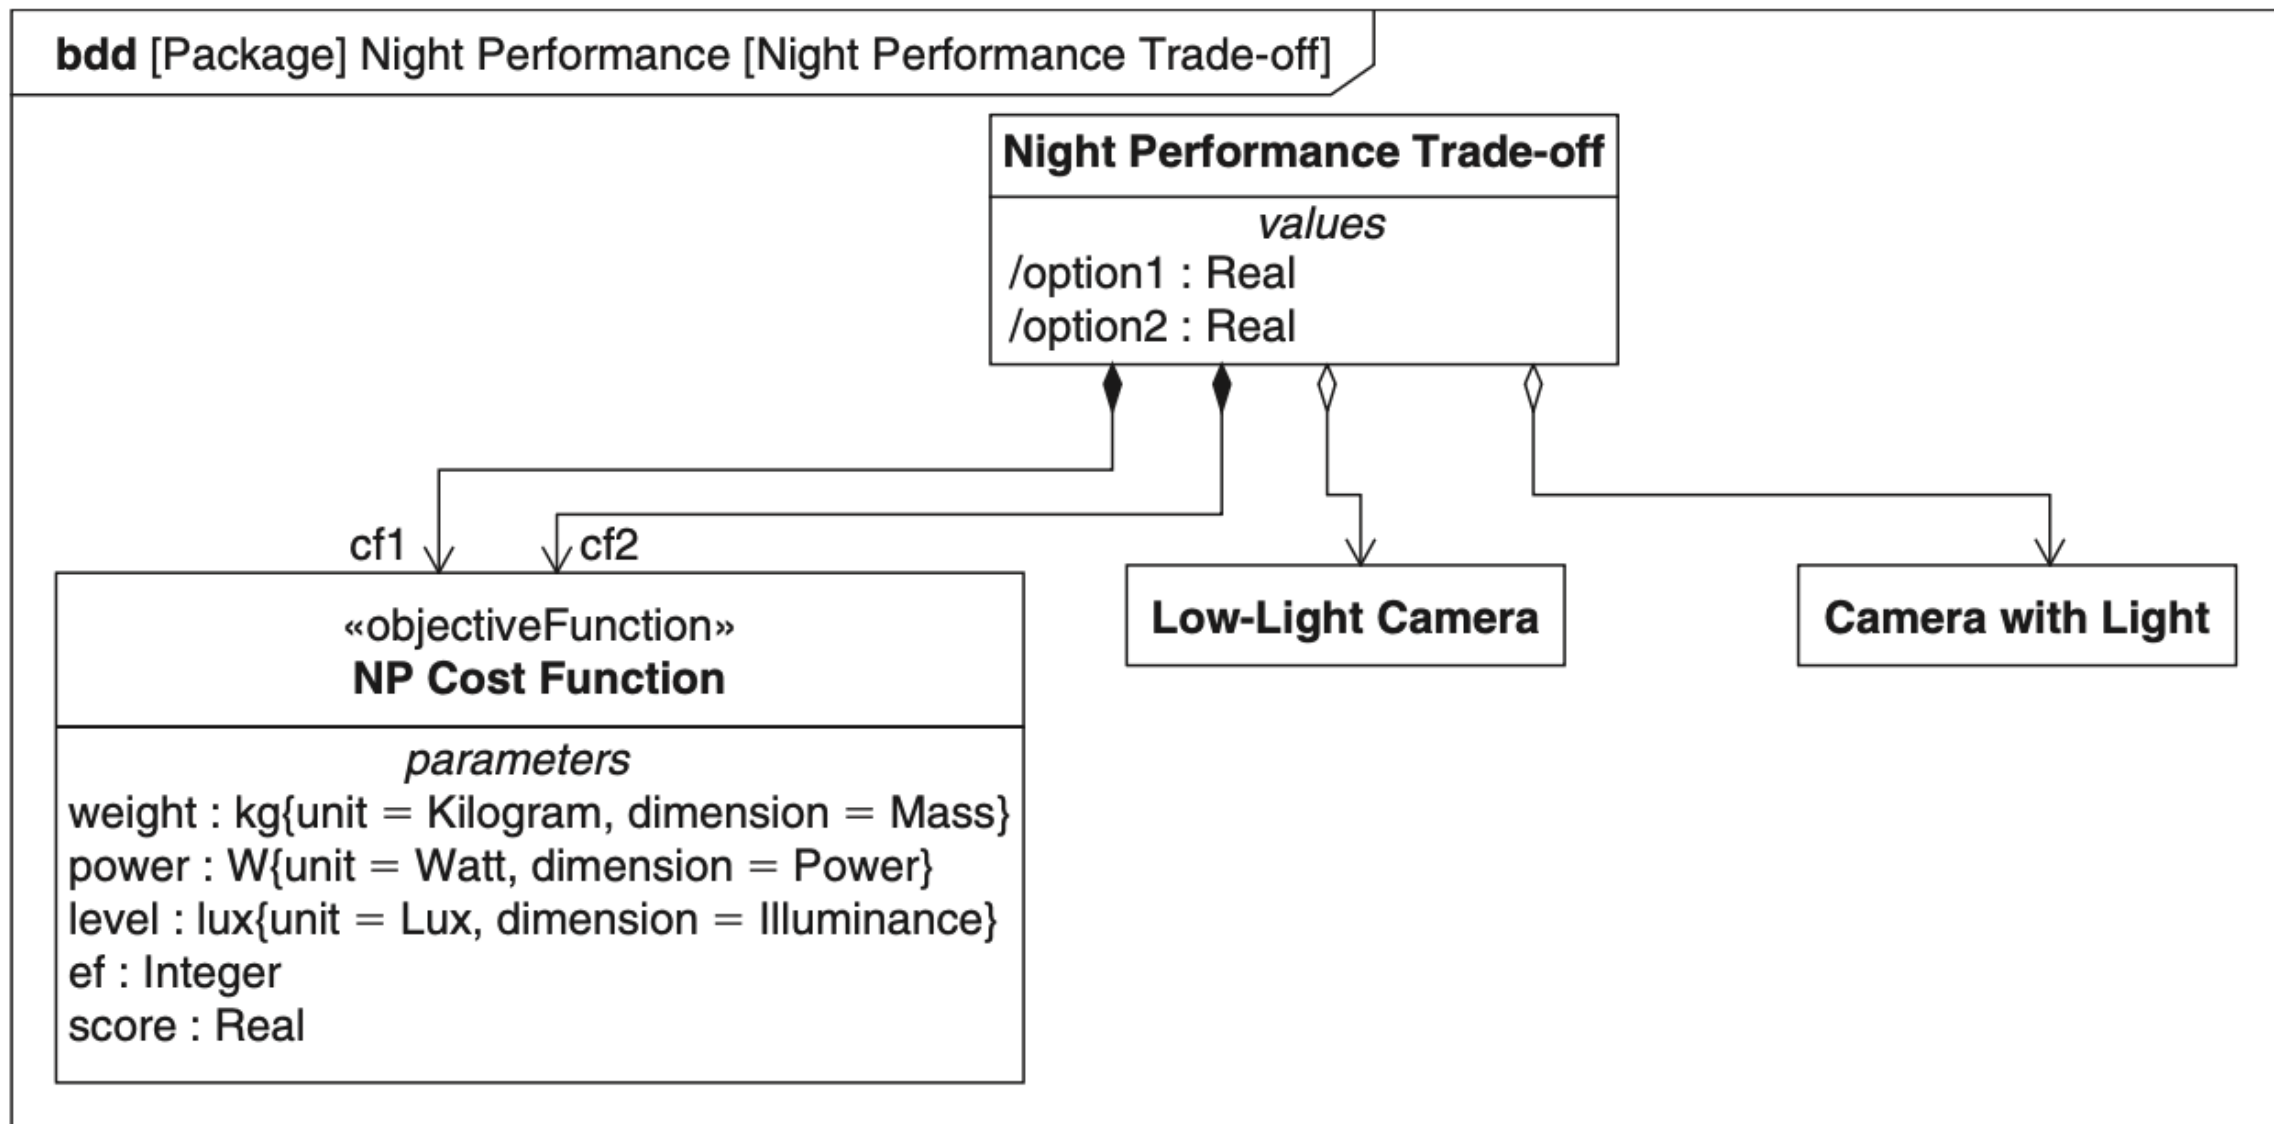 bdd [Package] Night Performance [Night Performance Trade-off]
Night Performance Trade-off
values
/option1 : Real
/option2 : Real
cf1
cf2
«objectiveFunction»
NP Cost Function
parameters
weight : kg{unit = Kilogram, dimension = Mass}
power : W{unit = Watt, dimension = Power}
level : lux{unit = Lux, dimension = Illuminance}
ef : Integer
score : Real
Low-Light Camera
Camera with Light